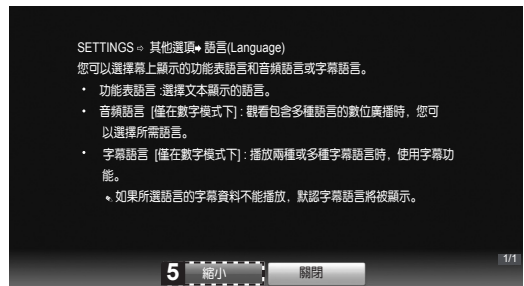 SETTINGS ⇨ 其他選項➡語言(Language)
您可以選擇幕上顯示的功能表語言和音頻語言或字幕語言。
• 功能表語言 :選擇文本顯示的語言。
• 音頻語言 [僅在數字模式下] : 觀看包含多種語言的數位廣播時，您可
以選擇所需語言。
• 字幕語言 [僅在數字模式下] : 播放兩種或多種字幕語言時，使用字幕功
能。
✎ 如果所選語言的字幕資料不能播放，默認字幕語言將被顯示。
1/1
5 縮小 關閉